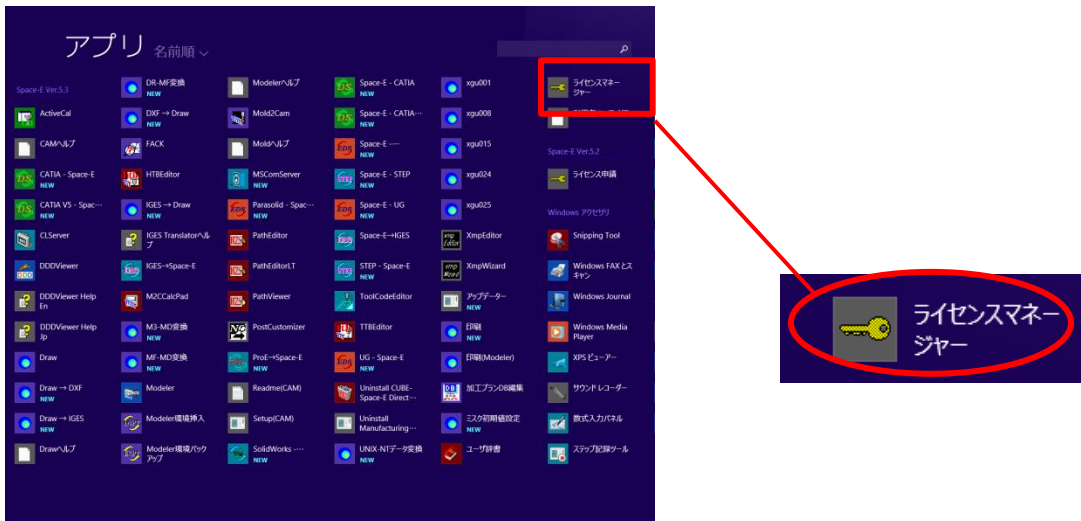 アプリ 名前順
Space-E Ver.5.3
ActiveCal
CAMヘルプ
CATIA - Space-E
NEW
CATIA V5 - Spac…
NEW
CLServer
DDDViewer
DDDViewer Help
En
DDDViewer Help
Jp
Draw
Draw → DXF
NEW
Draw → IGES
NEW
Drawヘルプ
DR-MF変換
NEW
DXF → Draw
NEW
FACK
HTBEditor
IGES → Draw
NEW
IGES Translatorヘル
プ
IGES→Space-E
M2CCalcPad
M3-MD変換
NEW
MF-MD変換
NEW
Modeler
Modeler環境挿入
Modeler環境バック
アップ
Modelerヘルプ
Mold2Cam
Moldヘルプ
MSComServer
NEW
Parasolid - Spac…
NEW
PathEditor
PathEditorLT
PathViewer
PostCustomizer
ProE→Space-E
Readme(CAM)
Setup(CAM)
SolidWorks -…
NEW
Space-E - CATIA
NEW
Space-E - CATIA…
NEW
Space-E -…
NEW
Space-E - STEP
NEW
Space-E - UG
NEW
Space-E→IGES
STEP - Space-E
NEW
ToolCodeEditor
TTBEditor
UG - Space-E
NEW
Uninstall CUBE-
Space-E Direct…
Uninstall
Manufacturing…
UNIX-NTデータ変換
NEW
xgu001
xgu008
xgu015
xgu024
xgu025
XmpEditor
XmpWizard
アップデーター
NEW
印刷
NEW
印刷(Modeler)
加工プランDB編集
ミスク初期値設定
NEW
ユーザ辞書
ライセンスマネー
ジャー
Space-E Ver.5.2
ライセンス申請
Windows アクセサリ
Snipping Tool
Windows FAX とス
キャン
Windows Journal
Windows Media
Player
XPS ビューアー
サウンド レコーダー
数式入力パネル
ステップ記録ツール
ライセンスマネー
ジャー